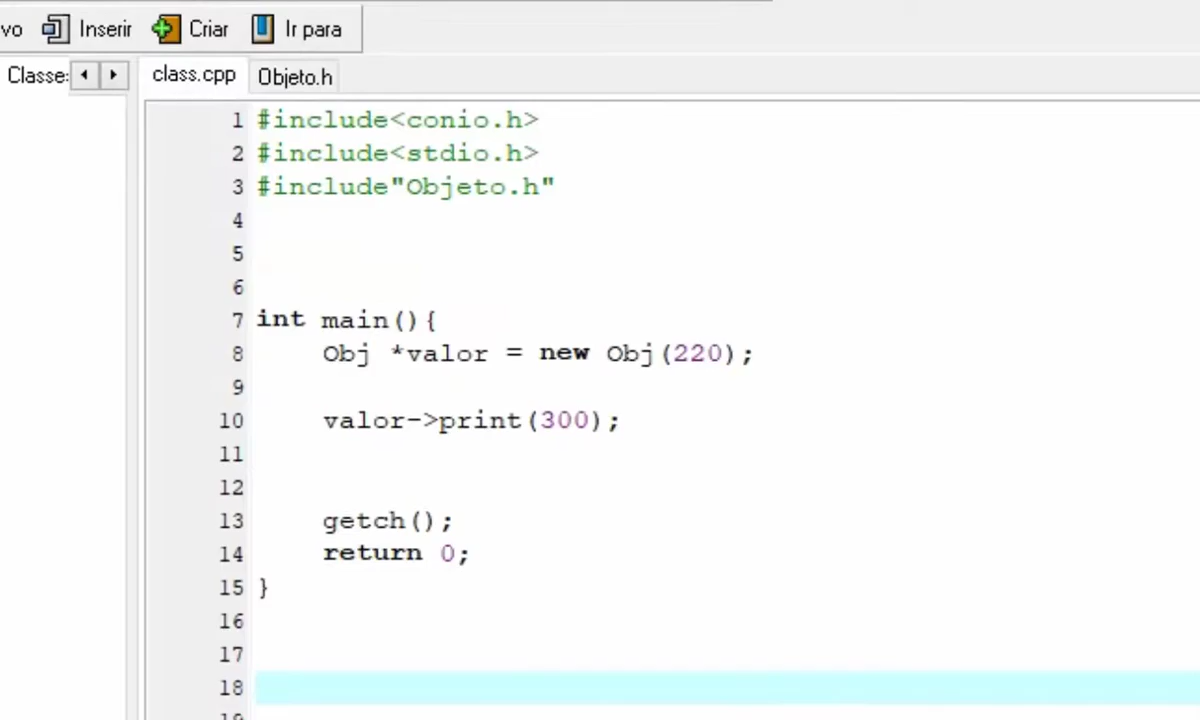 vo Inserir Criar Ir para
Classe: class.cpp Objeto.h
1 #include<conio.h>
2 #include<stdio.h>
3 #include"Objeto.h"
4
5
6
7 int main(){
8 Obj *valor = new Obj(220);
9
10 valor->print(300);
11
12
13 getch();
14 return 0;
15 }
16
17
18
19